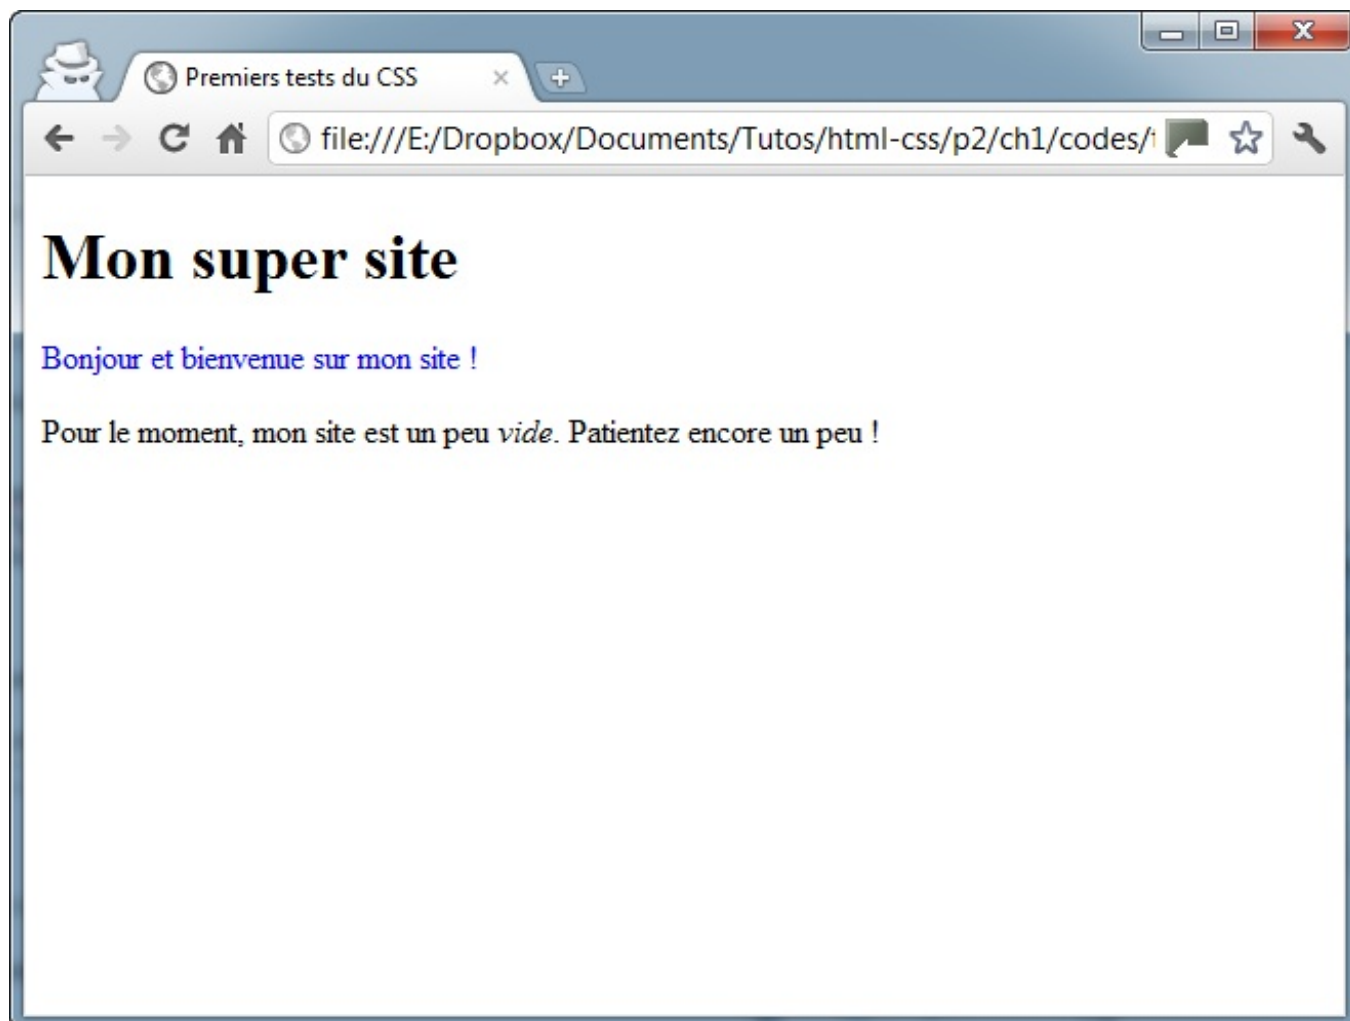 Premiers tests du CSS
file:///E:/Dropbox/Documents/Tutos/html-css/p2/ch1/codes/
Mon super site
Bonjour et bienvenue sur mon site !
Pour le moment, mon site est un peu vide. Patientez encore un peu !